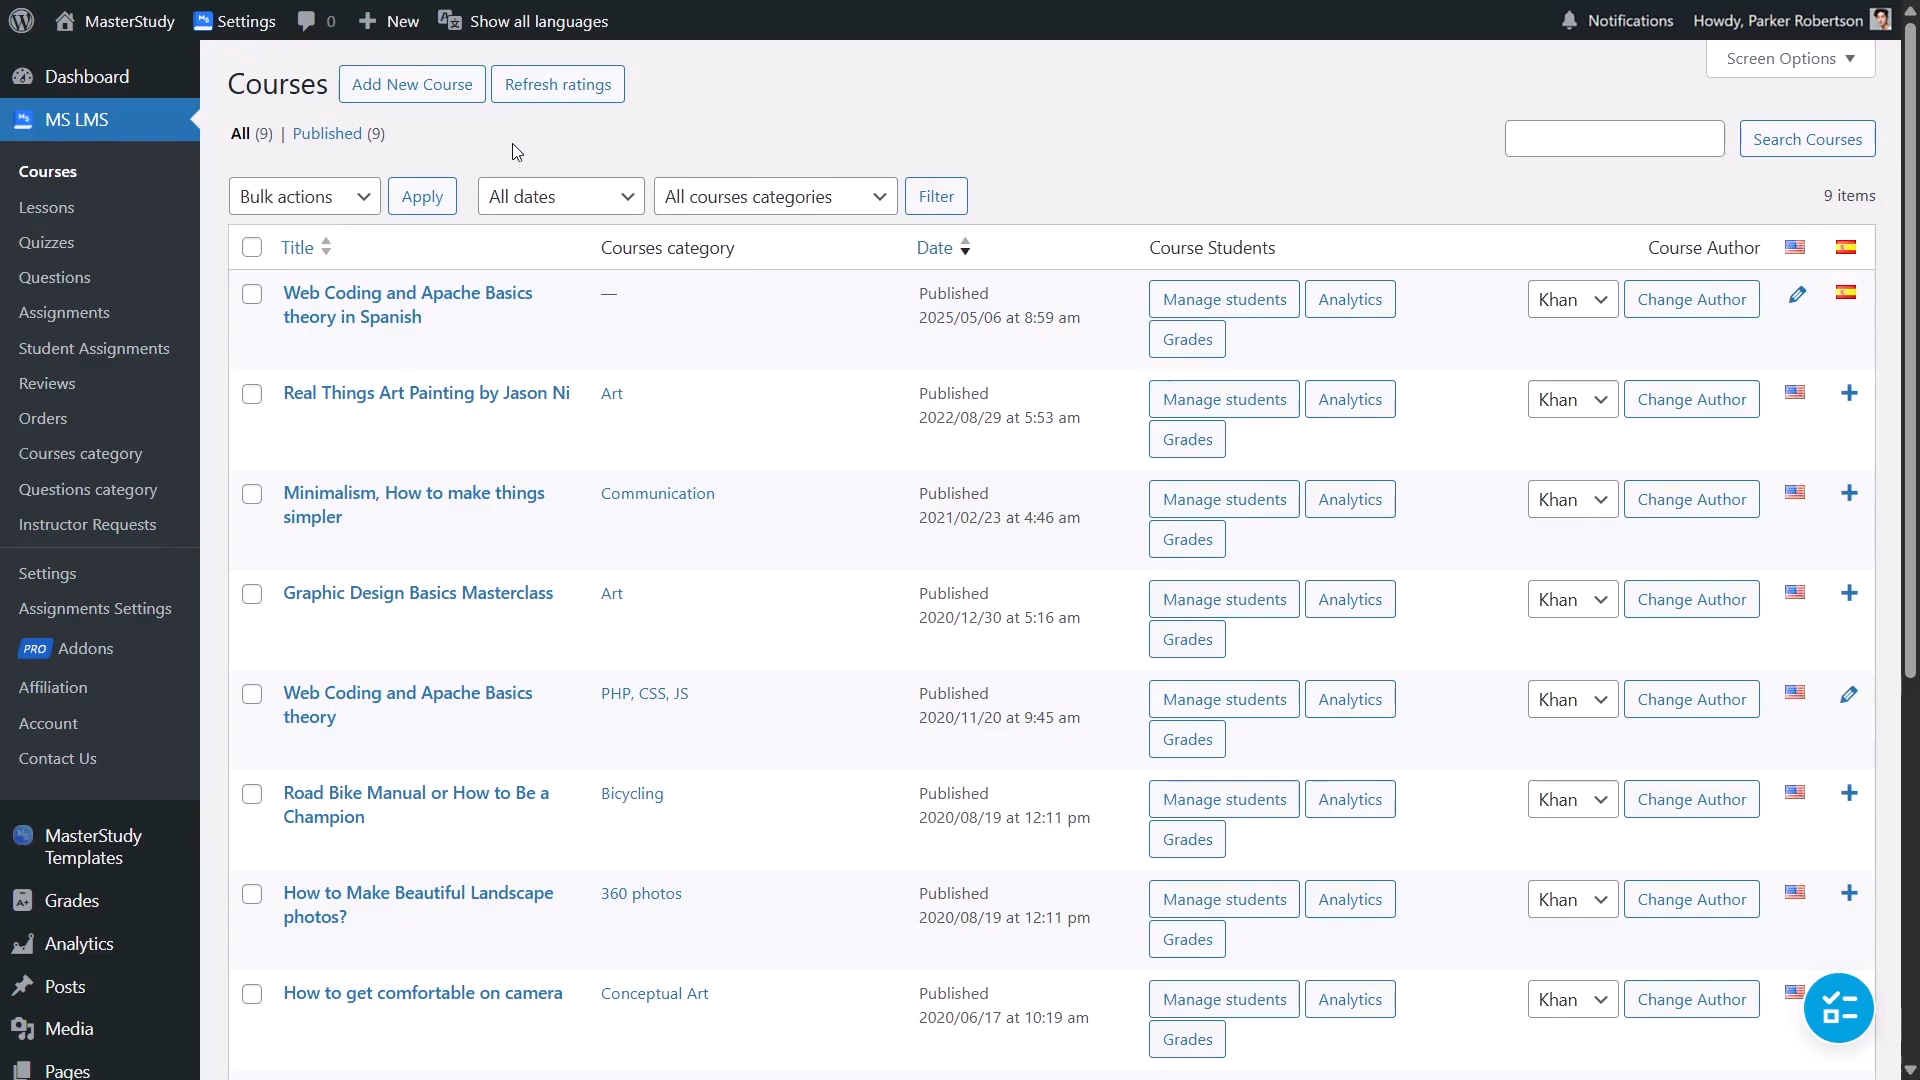 MasterStudy Settings 0 New Show all languages Notifications Howdy, Parker Robertson
Dashboard
MS LMS
Courses
Lessons
Quizzes
Questions
Assignments
Student Assignments
Reviews
Orders
Courses category
Questions category
Instructor Requests
Settings
Assignments Settings
PRO Addons
Affiliation
Account
Contact Us
MasterStudy
Templates
Grades
Analytics
Posts
Media
Pages
Screen Options
Courses Add New Course Refresh ratings
All (9) | Published (9)
Search Courses
Bulk actions Apply All dates All courses categories Filter 9 items
Title Courses category Date Course Students Course Author
Web Coding and Apache Basics — Published Manage students Analytics Khan Change Author
theory in Spanish 2025/05/06 at 8:59 am
Grades
Real Things Art Painting by Jason Ni Art Published Manage students Analytics Khan Change Author
2022/08/29 at 5:53 am
Grades
Minimalism, How to make things Communication Published Manage students Analytics Khan Change Author
simpler 2021/02/23 at 4:46 am
Grades
Graphic Design Basics Masterclass Art Published Manage students Analytics Khan Change Author
2020/12/30 at 5:16 am
Grades
Web Coding and Apache Basics PHP, CSS, JS Published Manage students Analytics Khan Change Author
theory 2020/11/20 at 9:45 am
Grades
Road Bike Manual or How to Be a Bicycling Published Manage students Analytics Khan Change Author
Champion 2020/08/19 at 12:11 pm
Grades
How to Make Beautiful Landscape 360 photos Published Manage students Analytics Khan Change Author
photos? 2020/08/19 at 12:11 pm
Grades
How to get comfortable on camera Conceptual Art Published Manage students Analytics Khan Change Author
2020/06/17 at 10:19 am
Grades